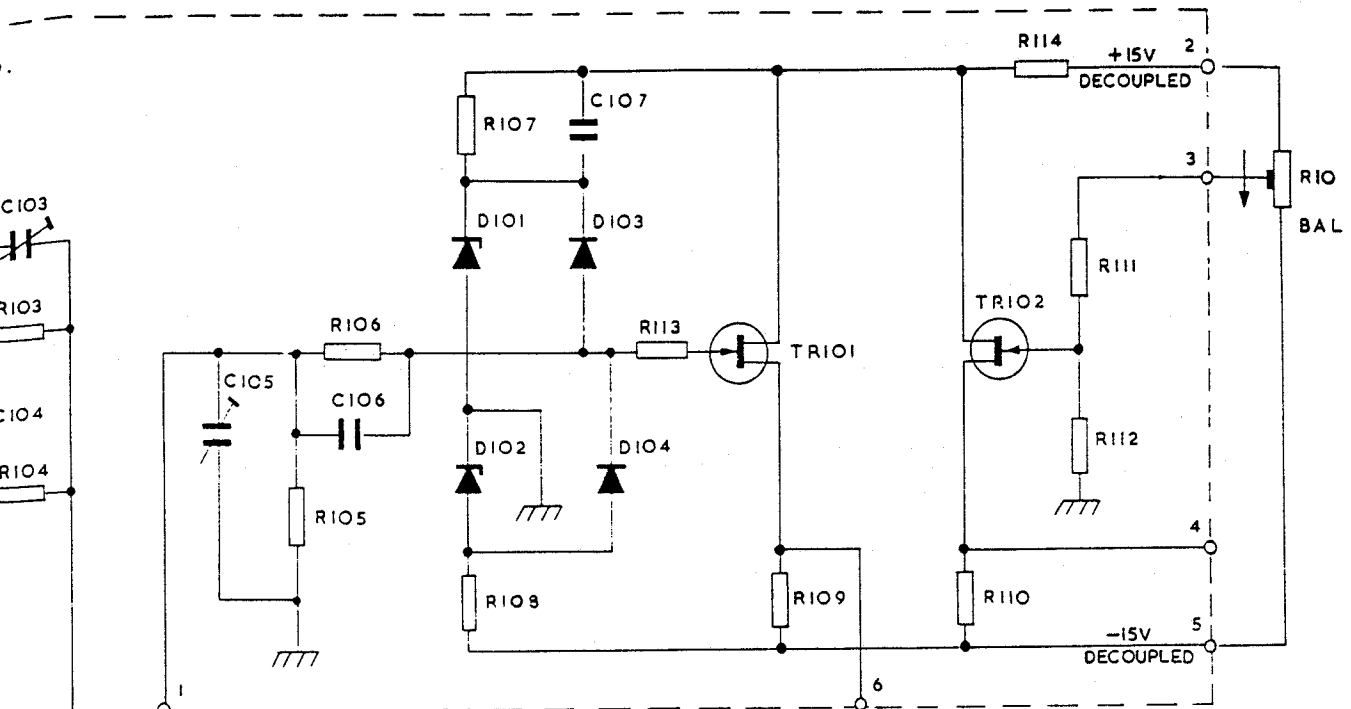 R114
+15V
2
DECOUPLED
C107
R107
3
R10
C103
D101
D103
BAL
R111
R103
TR102
R106
R113
TR101
C105
C106
C104
D102
D104
R112
R104
R105
4
R108
R109
R110
5
-15V
DECOUPLED
1
6